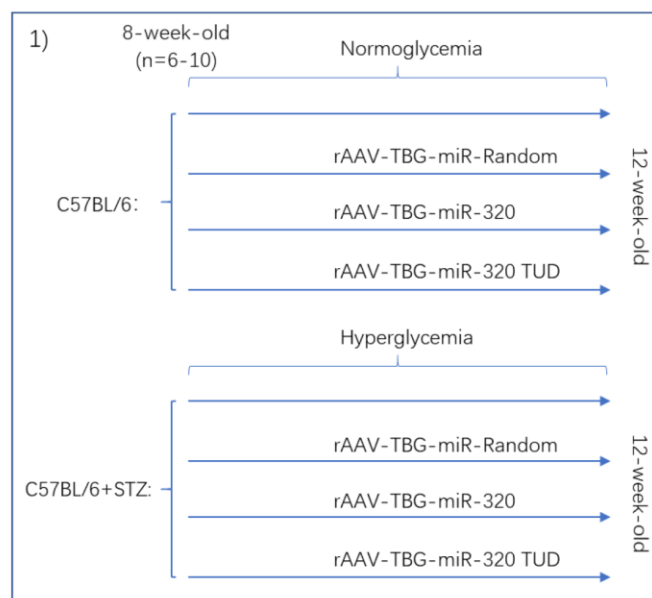 1)
8-week-old
(n=6-10)
Normoglycemia
C57BL/6:
rAAV-TBG-miR-Random
rAAV-TBG-miR-320
rAAV-TBG-miR-320 TUD
12-week-old
Hyperglycemia
C57BL/6+STZ:
rAAV-TBG-miR-Random
rAAV-TBG-miR-320
rAAV-TBG-miR-320 TUD
12-week-old